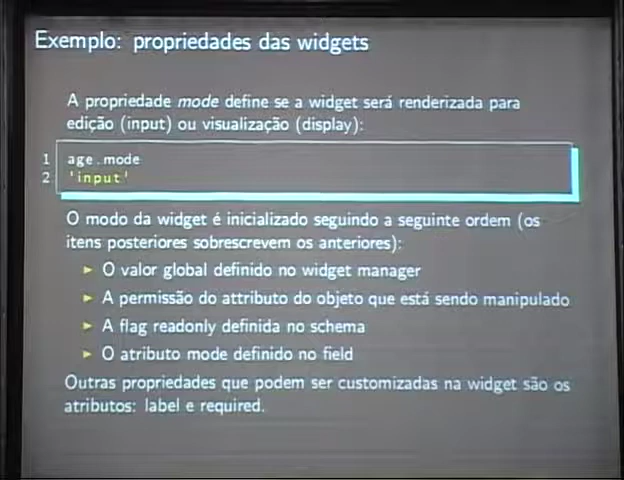 Exemplo: propriedades das widgets
A propriedade mode define se a widget será renderizada para
edição (input) ou visualização (display):
1 age.mode
2 'input'
O modo da widget é inicializado seguindo a seguinte ordem (os
itens posteriores sobrescrevem os anteriores):
► O valor global definido no widget manager
► A permissão do attributo do objeto que está sendo manipulado
► A flag readonly definida no schema
► O atributo mode definido no field
Outras propriedades que podem ser customizadas na widget são os
atributos: label e required.